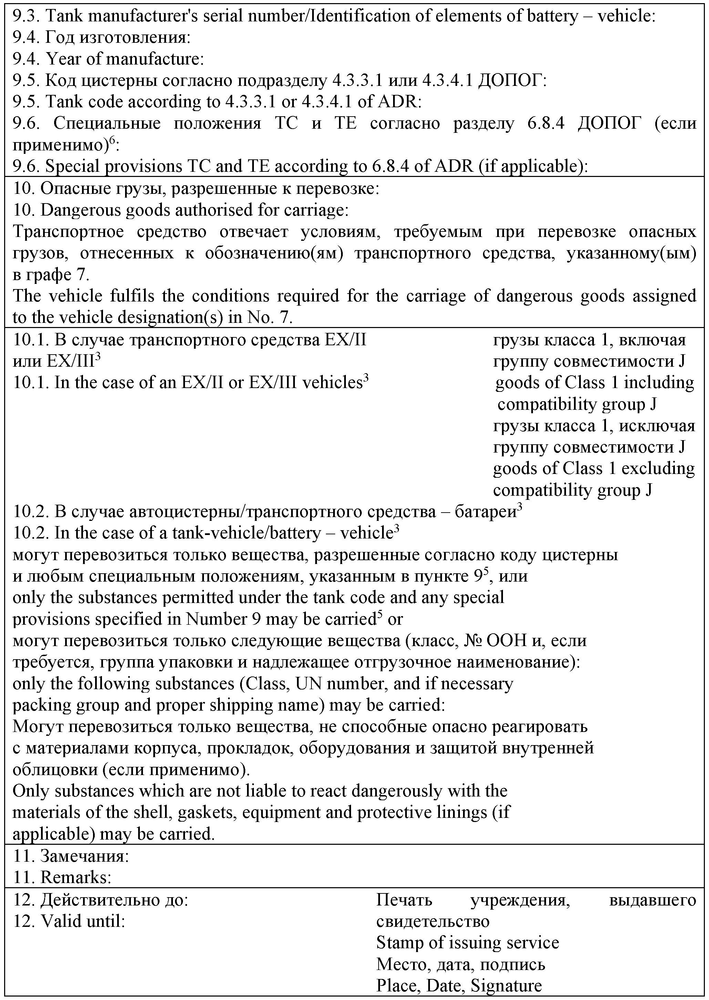 9.3. Tank manufacturer's serial number/Identification of elements of battery – vehicle:
9.4. Год изготовления:
9.4. Year of manufacture:
9.5. Код цистерны согласно подразделу 4.3.3.1 или 4.3.4.1 ДОПОГ:
9.5. Tank code according to 4.3.3.1 or 4.3.4.1 of ADR:
9.6. Специальные положения ТС и ТЕ согласно разделу 6.8.4 ДОПОГ (если
применимо)⁶:
9.6. Special provisions TC and TE according to 6.8.4 of ADR (if applicable):
10. Опасные грузы, разрешенные к перевозке:
10. Dangerous goods authorised for carriage:
Транспортное средство отвечает условиям, требуемым при перевозке опасных
грузов, отнесенных к обозначению(ям) транспортного средства, указанному(ым)
в графе 7.
The vehicle fulfils the conditions required for the carriage of dangerous goods assigned
to the vehicle designation(s) in No. 7.
10.1. В случае транспортного средства EX/II
или EX/III³
10.1. In the case of an EX/II or EX/III vehicles³
грузы класса 1, включая
группу совместимости J
goods of Class 1 including
compatibility group J
грузы класса 1, исключая
группу совместимости J
goods of Class 1 excluding
compatibility group J
10.2. В случае автоцистерны/транспортного средства – батареи³
10.2. In the case of a tank-vehicle/battery – vehicle³
могут перевозиться только вещества, разрешенные согласно коду цистерны
и любым специальным положениям, указанным в пункте 9⁵, или
only the substances permitted under the tank code and any special
provisions specified in Number 9 may be carried⁵ or
могут перевозиться только следующие вещества (класс, № ООН и, если
требуется, группа упаковки и надлежащее отгрузочное наименование):
only the following substances (Class, UN number, and if necessary
packing group and proper shipping name) may be carried:
Могут перевозиться только вещества, не способные опасно реагировать
с материалами корпуса, прокладок, оборудования и защитой внутренней
облицовки (если применимо).
Only substances which are not liable to react dangerously with the
materials of the shell, gaskets, equipment and protective linings (if
applicable) may be carried.
11. Замечания:
11. Remarks:
12. Действительно до:
12. Valid until:
Печать учреждения, выдавшего
свидетельство
Stamp of issuing service
Место, дата, подпись
Place, Date, Signature